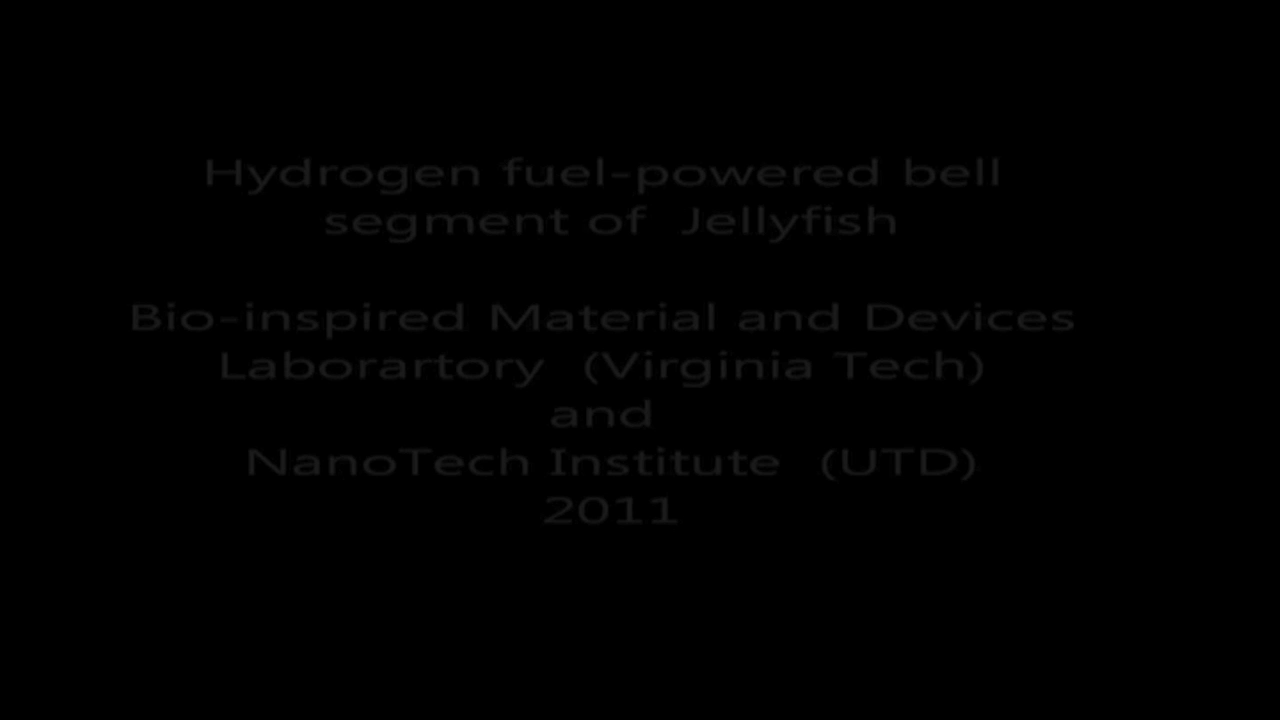 Hydrogen fuel-powered bell
segment of Jellyfish
Bio-inspired Material and Devices
Laborartory (Virginia Tech)
and
NanoTech Institute (UTD)
2011